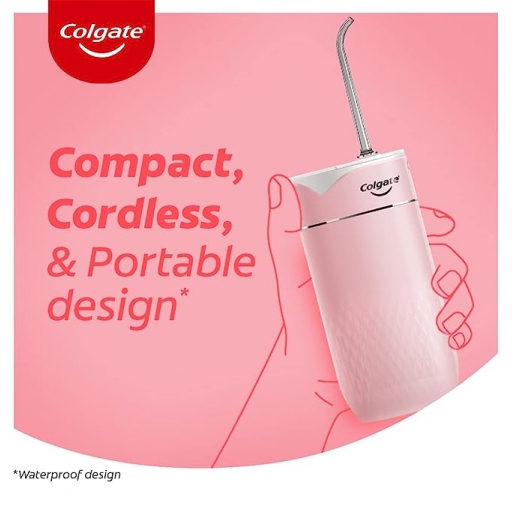 Colgate®
Compact,
Cordless,
& Portable
design*
Colgate®
*Waterproof design